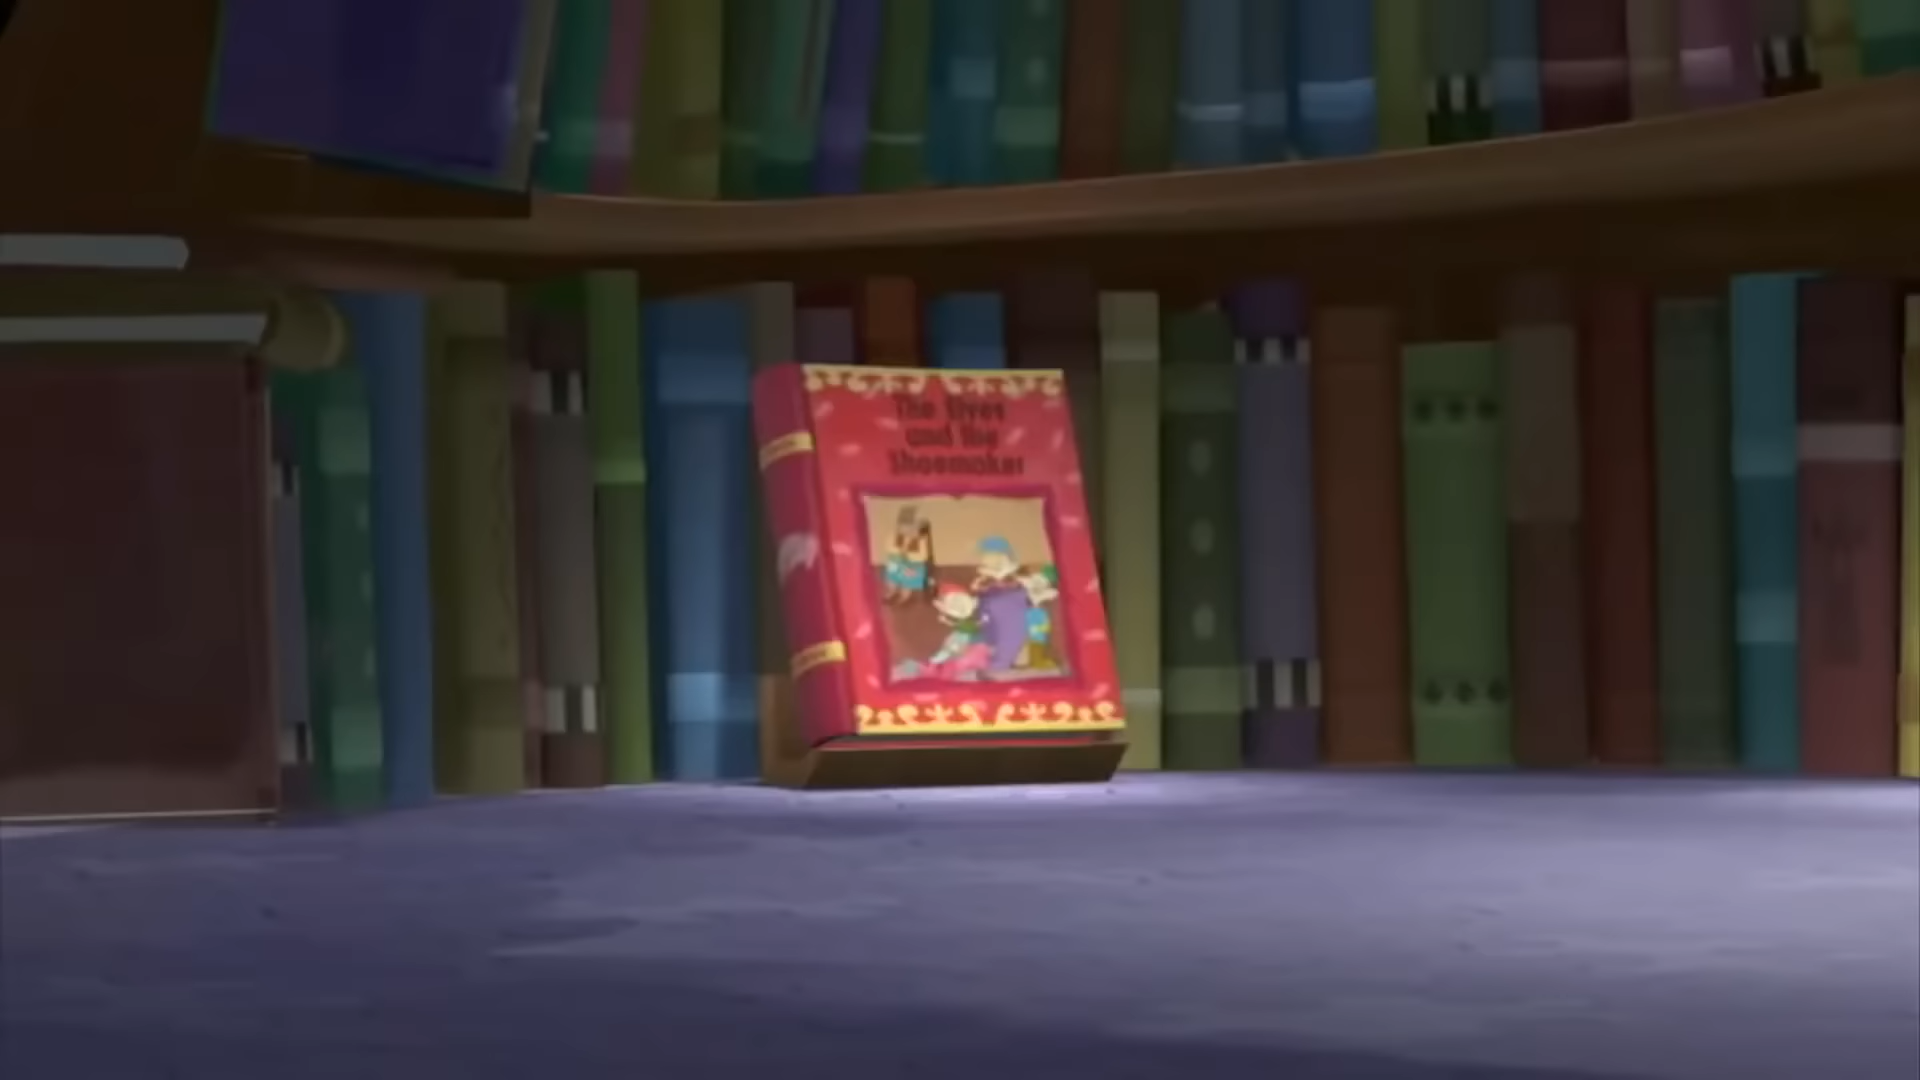 The Elves
and the
Shoemaker